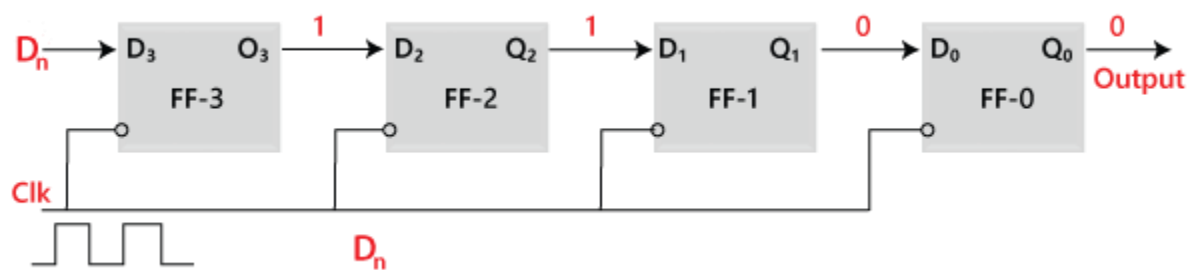 Dn D₃ O₃ 1 D₂ Q₂ 1 D₁ Q₁ 0 D₀ Q₀ 0
Output
FF-3 FF-2 FF-1 FF-0
Clk
Dn